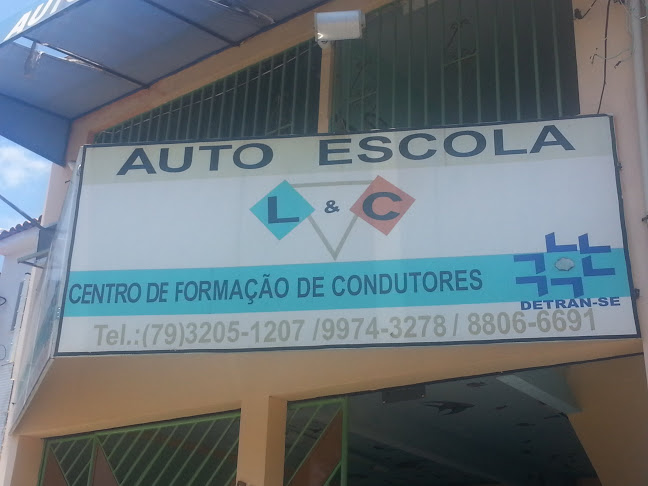 AUTO ESCOLA
L & C
CENTRO DE FORMAÇÃO DE CONDUTORES
DETRAN-SE
Tel.:(79)3205-1207 /9974-3278 / 8806-6691